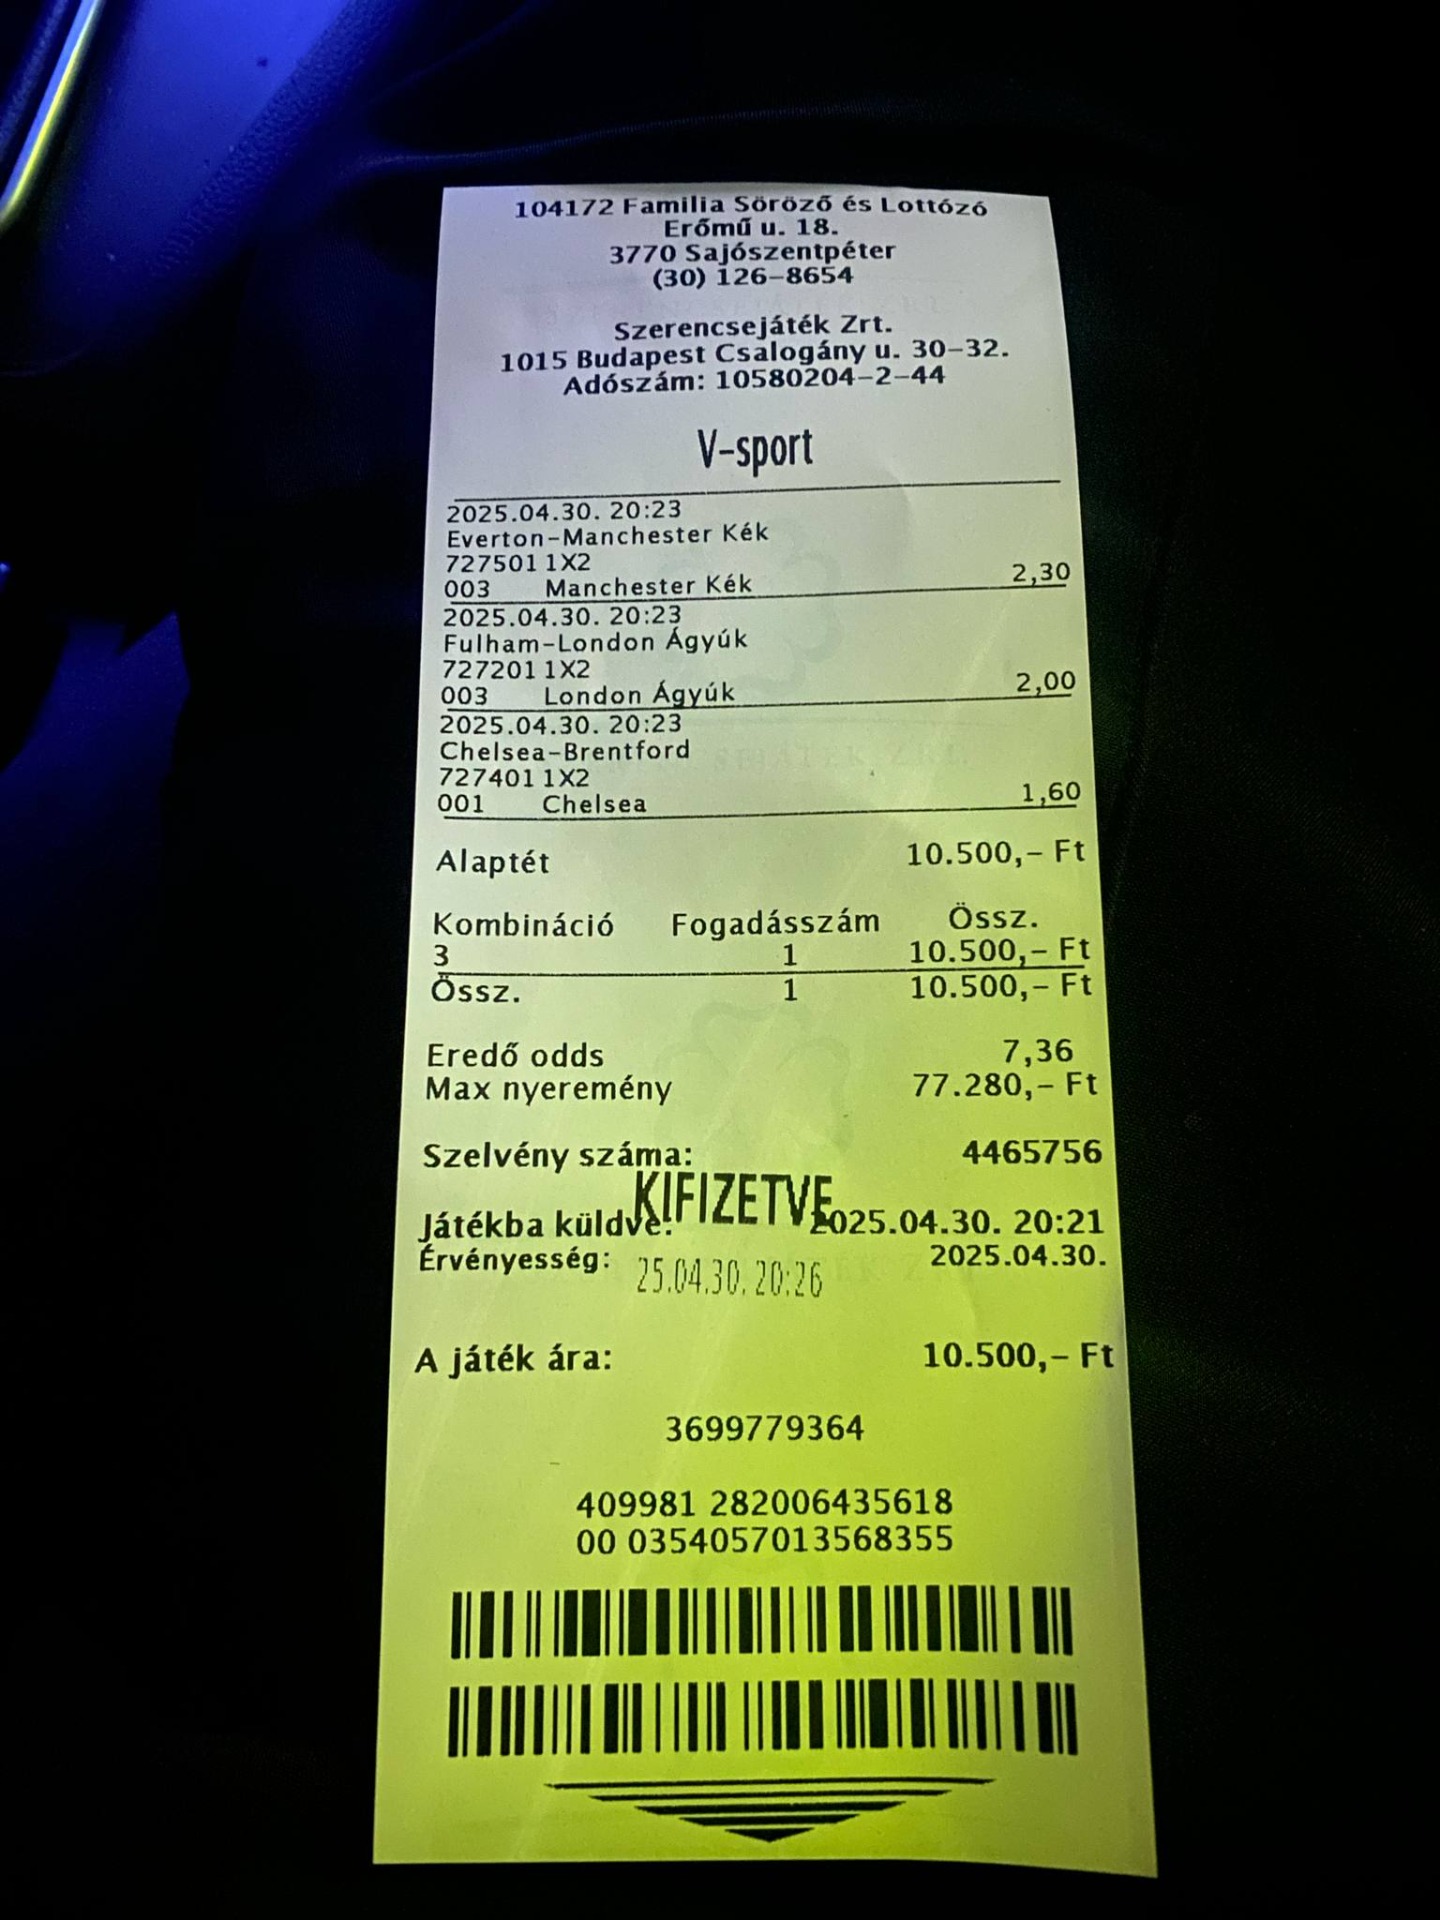 104172 Familia Söröző és Lottózó
Erőmű u. 18.
3770 Sajószentpéter
(30) 126-8654
Szerencsejáték Zrt.
1015 Budapest Csalogány u. 30-32.
Adószám: 10580204-2-44
V-sport
2025.04.30. 20:23
Everton-Manchester Kék
727501 1X2
003 Manchester Kék 2,30
2025.04.30. 20:23
Fulham-London Ágyúk
727201 1X2
003 London Ágyúk 2,00
2025.04.30. 20:23
Chelsea-Brentford
727401 1X2
001 Chelsea 1,60
Alaptét 10.500,- Ft
Kombináció Fogadásszám Össz.
3 1 10.500,- Ft
Össz. 1 10.500,- Ft
Eredő odds 7,36
Max nyeremény 77.280,- Ft
Szelvény száma: 4465756
KIFIZETVE
Játékba küldve: 2025.04.30. 20:21
Érvényesség: 2025.04.30.
25.04.30. 20:26
A játék ára: 10.500,- Ft
3699779364
409981 282006435618
00 0354057013568355